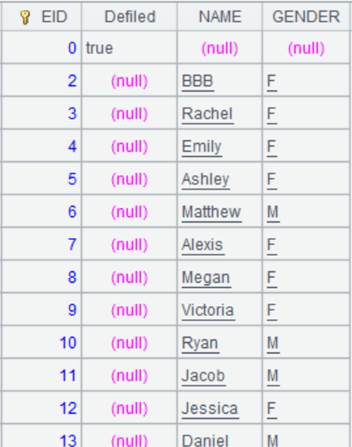 EID Defiled NAME GENDER
0 true (null) (null)
2 (null) BBB F
3 (null) Rachel F
4 (null) Emily F
5 (null) Ashley F
6 (null) Matthew M
7 (null) Alexis F
8 (null) Megan F
9 (null) Victoria F
10 (null) Ryan M
11 (null) Jacob M
12 (null) Jessica F
13 (null) Daniel M